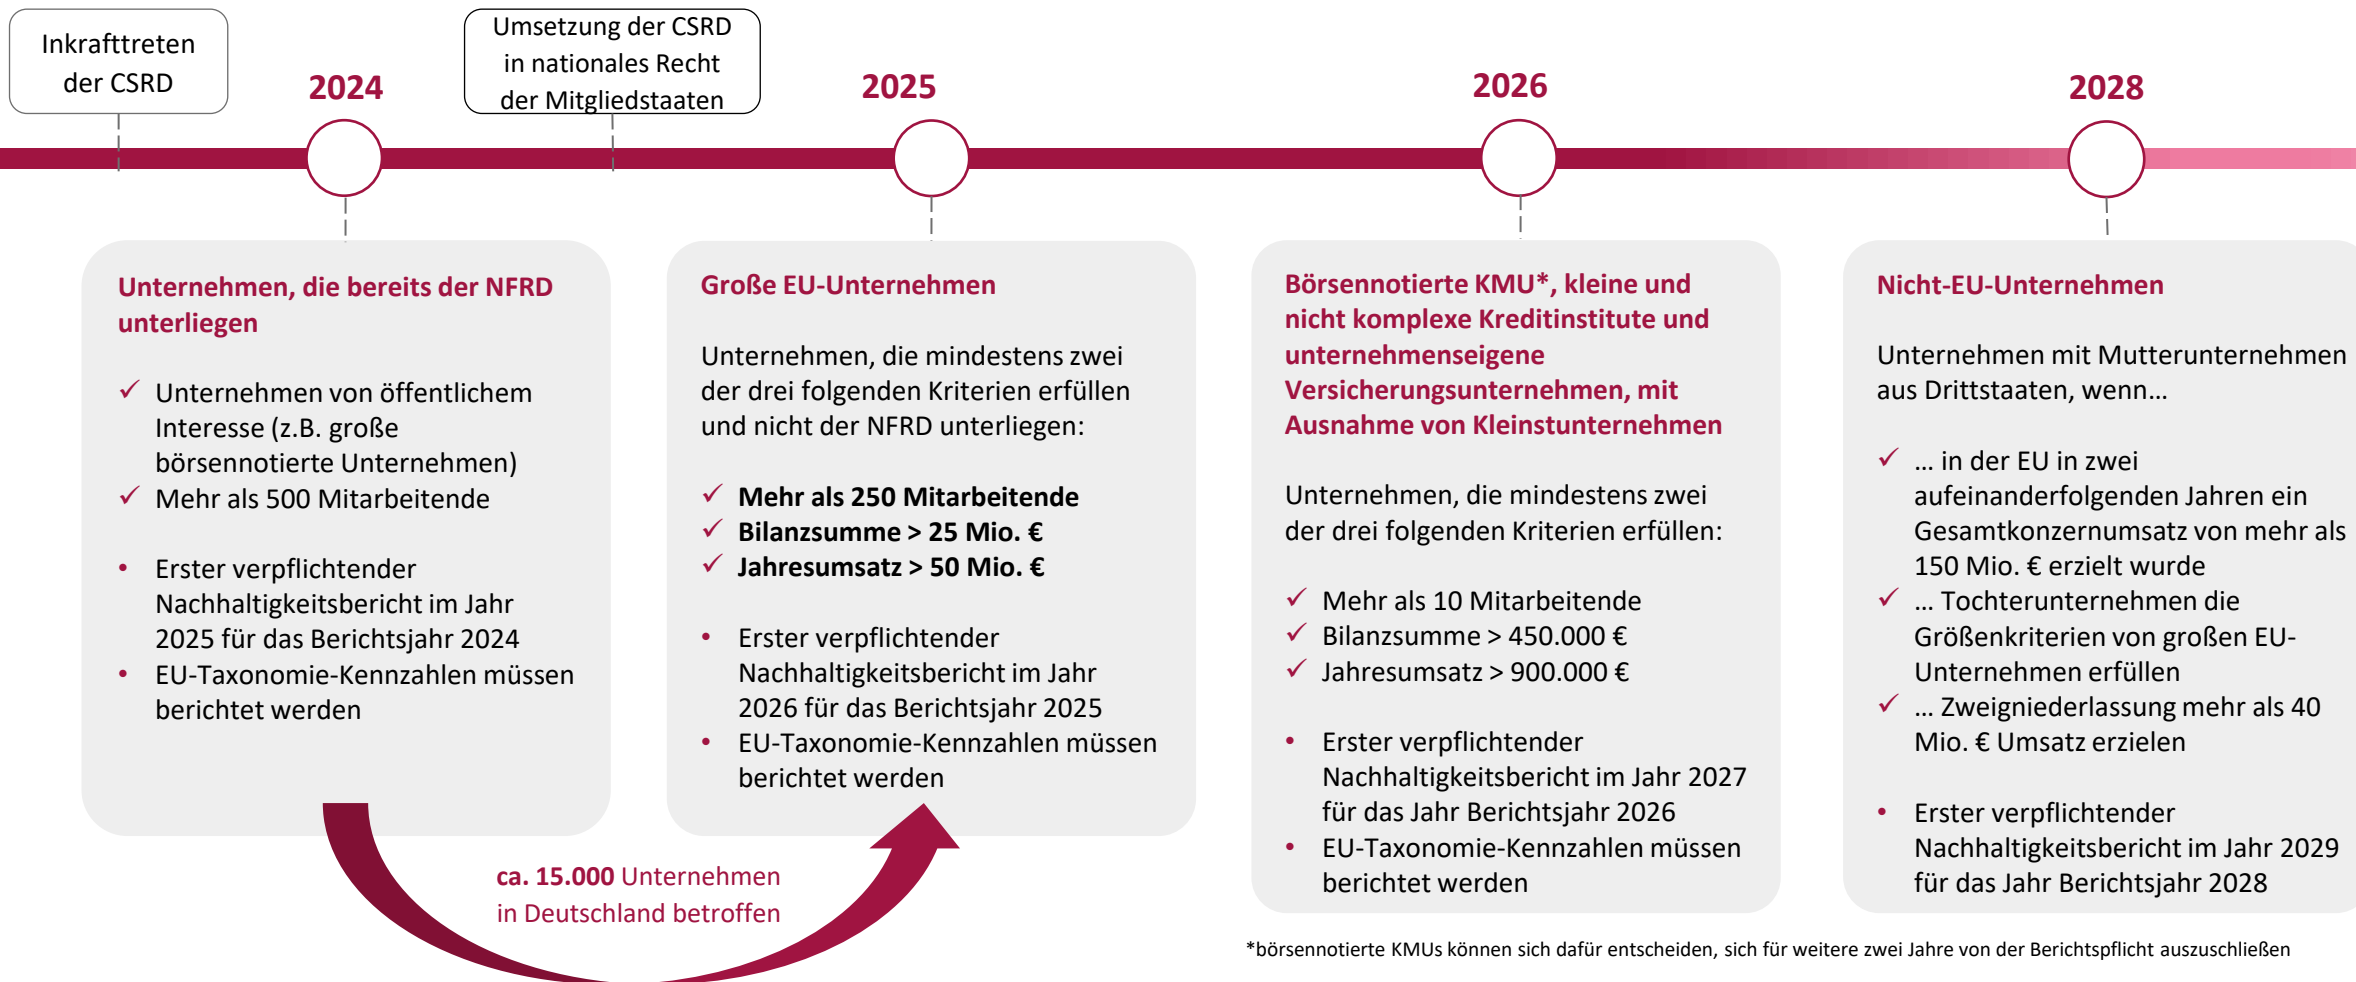 Inkrafttreten
der CSRD
2024
Umsetzung der CSRD
in nationales Recht
der Mitgliedstaaten
2025
2026
2028
Unternehmen, die bereits der NFRD
unterliegen
✓ Unternehmen von öffentlichem
Interesse (z.B. große
börsennotierte Unternehmen)
✓ Mehr als 500 Mitarbeitende
• Erster verpflichtender
Nachhaltigkeitsbericht im Jahr
2025 für das Berichtsjahr 2024
• EU-Taxonomie-Kennzahlen müssen
berichtet werden
Große EU-Unternehmen
Unternehmen, die mindestens zwei
der drei folgenden Kriterien erfüllen
und nicht der NFRD unterliegen:
✓ Mehr als 250 Mitarbeitende
✓ Bilanzsumme > 25 Mio. €
✓ Jahresumsatz > 50 Mio. €
• Erster verpflichtender
Nachhaltigkeitsbericht im Jahr
2026 für das Berichtsjahr 2025
• EU-Taxonomie-Kennzahlen müssen
berichtet werden
Börsennotierte KMU*, kleine und
nicht komplexe Kreditinstitute und
unternehmenseigene
Versicherungsunternehmen, mit
Ausnahme von Kleinstunternehmen
Unternehmen, die mindestens zwei
der drei folgenden Kriterien erfüllen:
✓ Mehr als 10 Mitarbeitende
✓ Bilanzsumme > 450.000 €
✓ Jahresumsatz > 900.000 €
• Erster verpflichtender
Nachhaltigkeitsbericht im Jahr 2027
für das Jahr Berichtsjahr 2026
• EU-Taxonomie-Kennzahlen müssen
berichtet werden
Nicht-EU-Unternehmen
Unternehmen mit Mutterunternehmen
aus Drittstaaten, wenn…
✓ … in der EU in zwei
aufeinanderfolgenden Jahren ein
Gesamtkonzernumsatz von mehr als
150 Mio. € erzielt wurde
✓ … Tochterunternehmen die
Größenkriterien von großen EU-
Unternehmen erfüllen
✓ … Zweigniederlassung mehr als 40
Mio. € Umsatz erzielen
• Erster verpflichtender
Nachhaltigkeitsbericht im Jahr 2029
für das Jahr Berichtsjahr 2028
ca. 15.000 Unternehmen
in Deutschland betroffen
*börsennotierte KMUs können sich dafür entscheiden, sich für weitere zwei Jahre von der Berichtspflicht auszuschließen